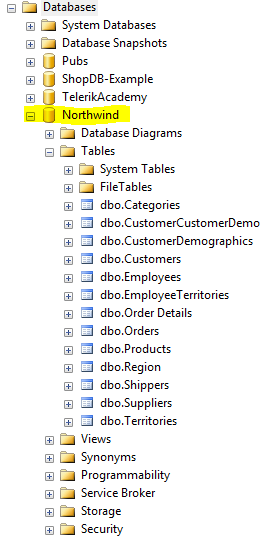 Databases
System Databases
Database Snapshots
Pubs
ShopDB-Example
TelerikAcademy
Northwind
Database Diagrams
Tables
System Tables
FileTables
dbo.Categories
dbo.CustomerCustomerDemo
dbo.CustomerDemographics
dbo.Customers
dbo.Employees
dbo.EmployeeTerritories
dbo.Order Details
dbo.Orders
dbo.Products
dbo.Region
dbo.Shippers
dbo.Suppliers
dbo.Territories
Views
Synonyms
Programmability
Service Broker
Storage
Security